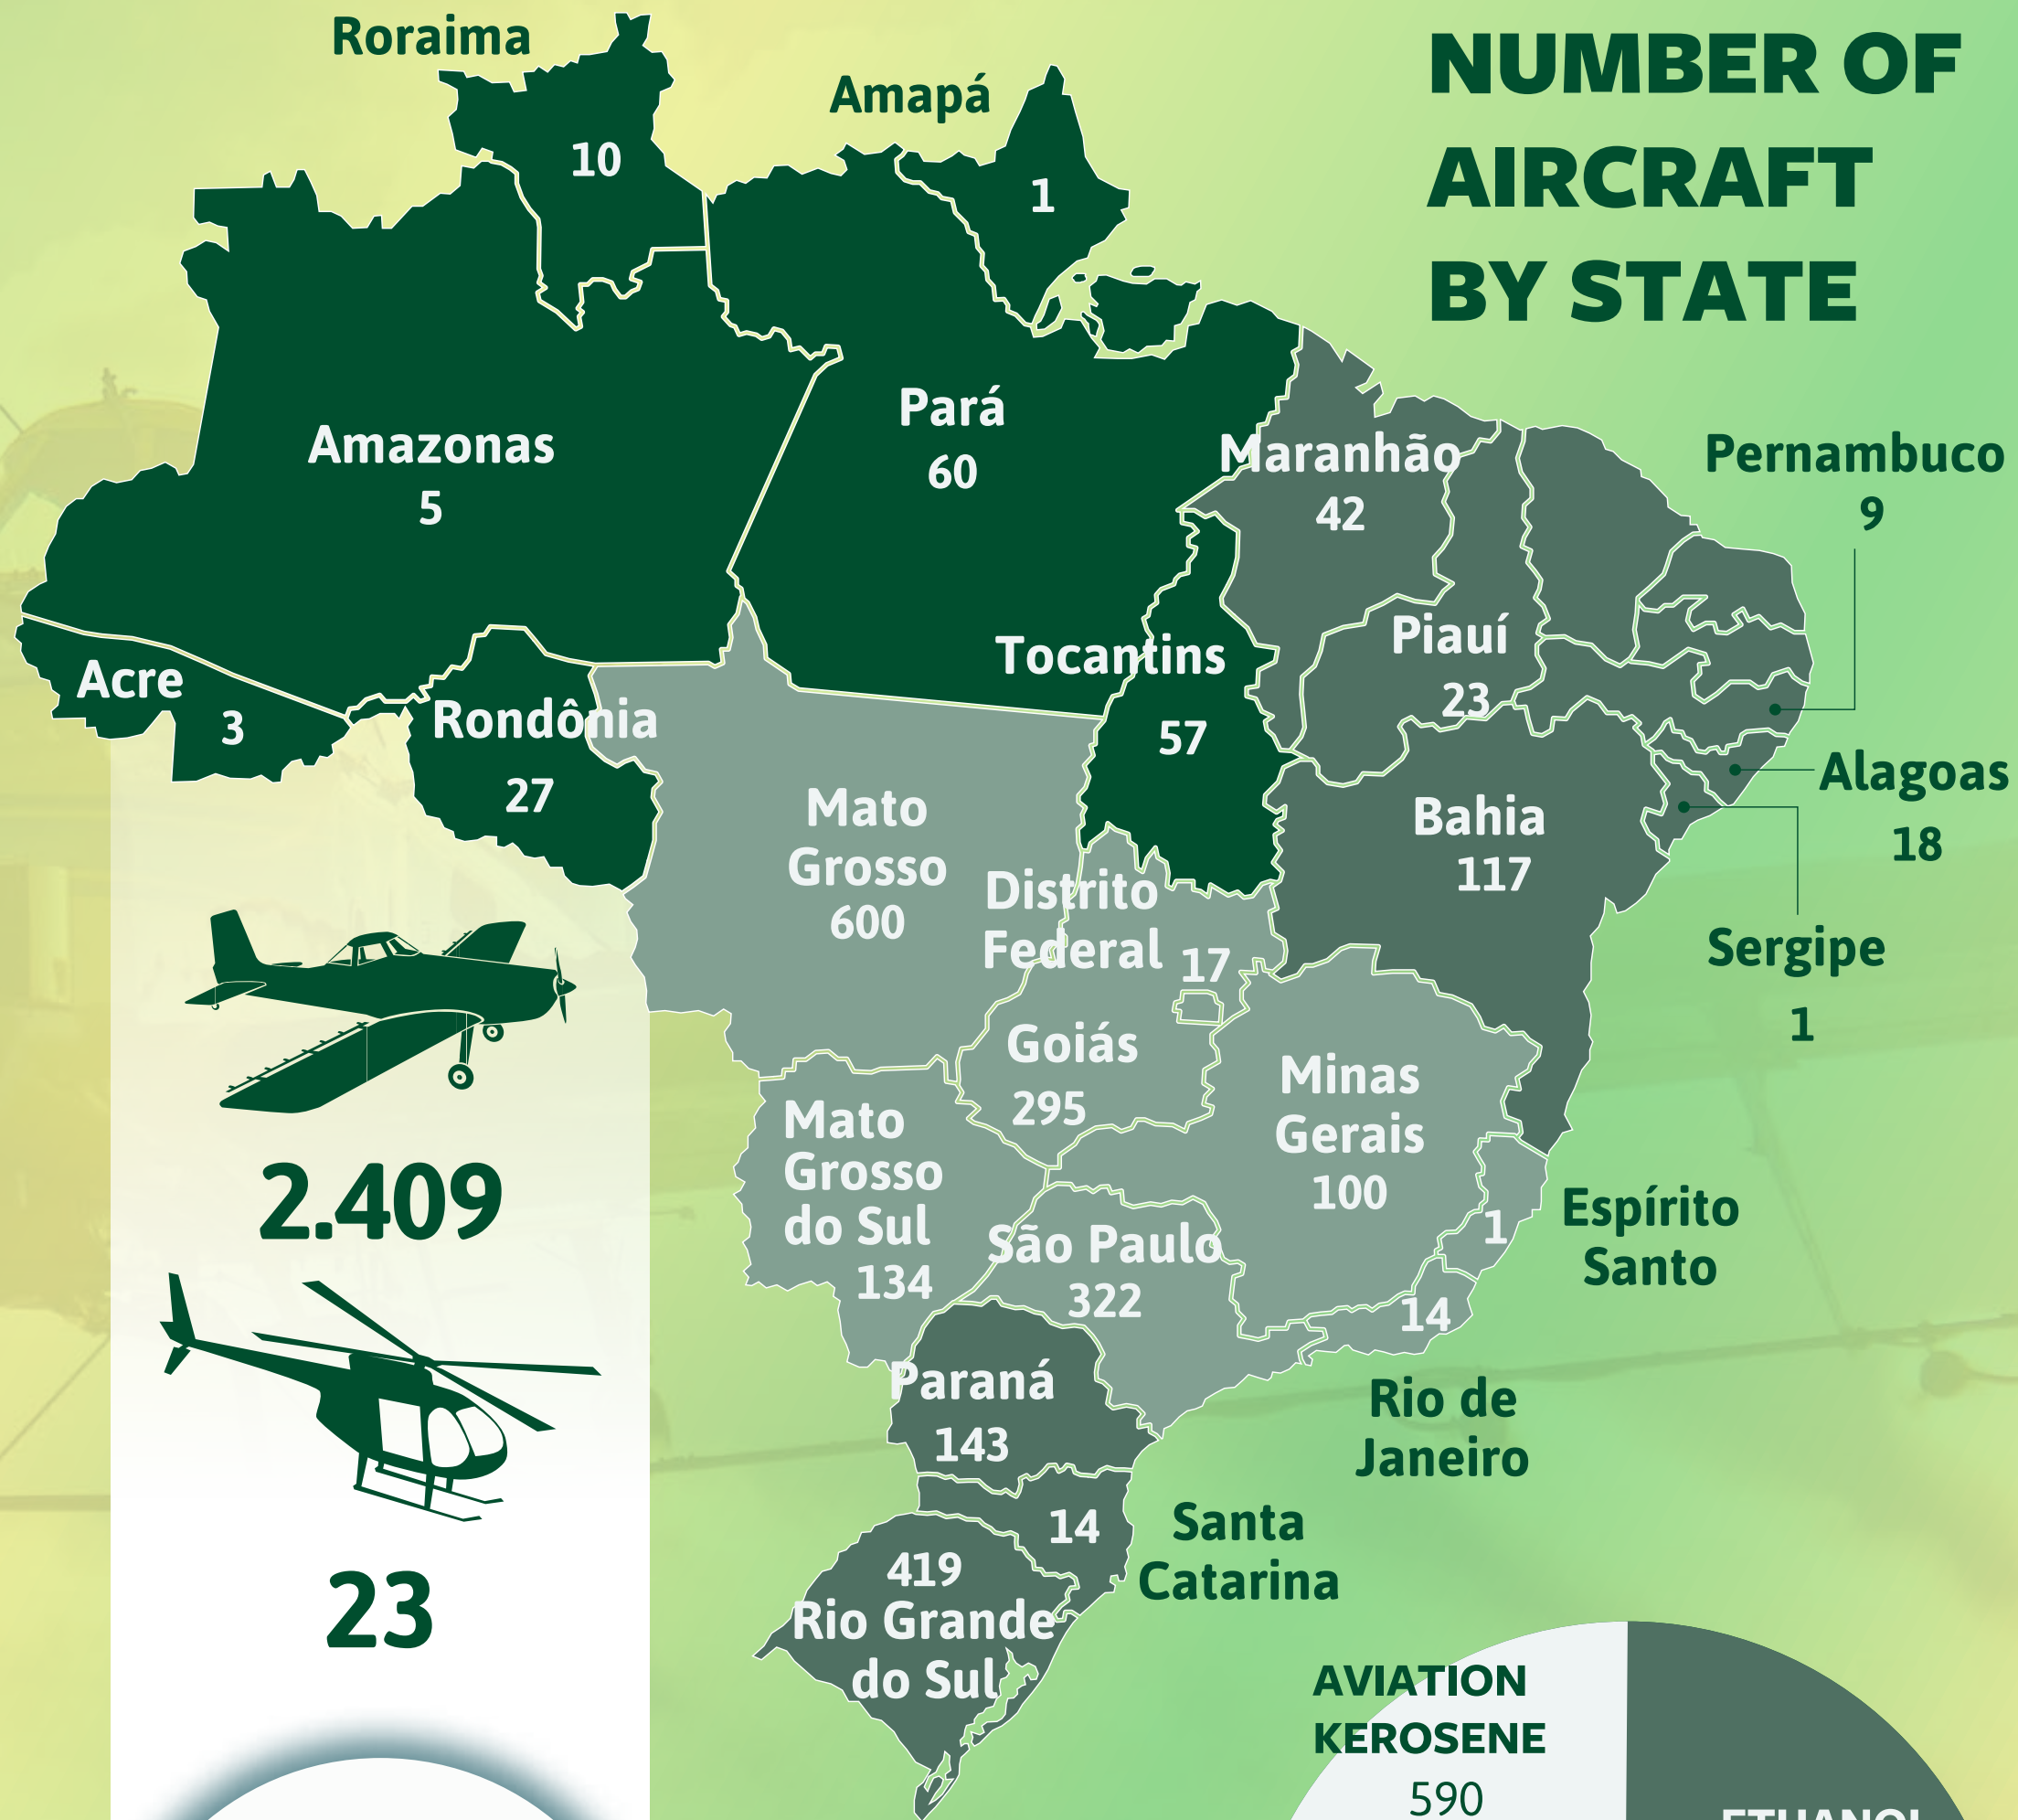 NUMBER OF
AIRCRAFT
BY STATE
Roraima
10
Amapá
1
Amazonas
5
Pará
60
Maranhão
42
Pernambuco
9
Acre
3
Rondônia
27
Tocantins
57
Piauí
23
Alagoas
18
Mato
Grosso
600
Bahia
117
Sergipe
1
Distrito
Federal
17
Goiás
295
Minas
Gerais
100
Mato
Grosso
do Sul
134
São Paulo
322
1
Espírito
Santo
14
Rio de
Janeiro
Paraná
143
14
Santa
Catarina
419
Rio Grande
do Sul
2.409
23
AVIATION
KEROSENE
590
ETHANOL